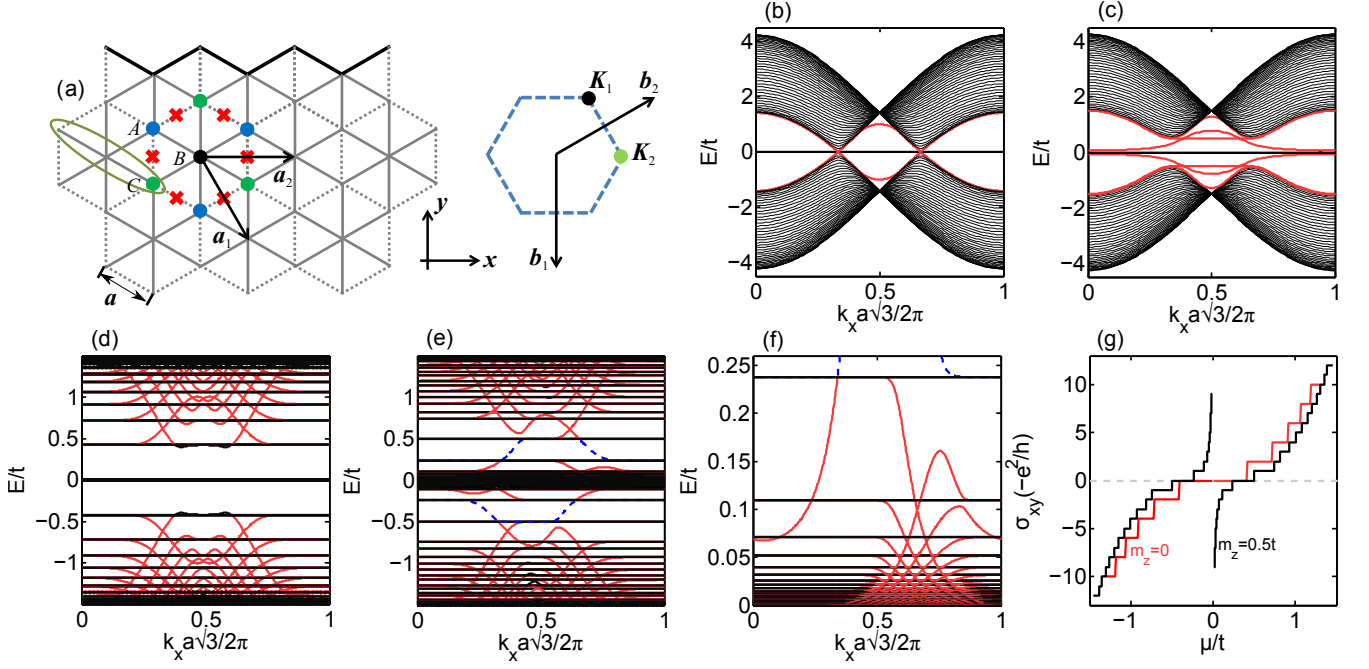 (a)
A
B
C
a₂
a₁
a
y
x
K₁
b₂
K₂
b₁
(b)
E/t
4
2
0
−2
−4
0
0.5
1
kₓa√3/2π
(c)
E/t
4
2
0
−2
−4
0
0.5
1
kₓa√3/2π
(d)
E/t
1
0.5
0
−0.5
−1
0
0.5
1
kₓa√3/2π
(e)
E/t
1
0.5
0
−0.5
−1
0
0.5
1
kₓa√3/2π
(f)
E/t
0.25
0.2
0.15
0.1
0.05
0
0
0.5
1
kₓa√3/2π
(g)
σxy(−e²/h)
10
5
0
−5
−10
m_z=0
m_z=0.5t
−1
0
1
μ/t